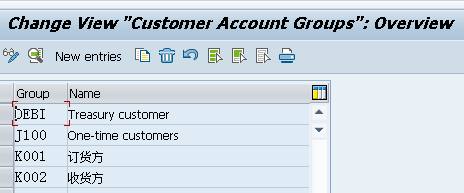 Change View "Customer Account Groups": Overview
New entries
Group Name
DEBI Treasury customer
J100 One-time customers
K001 订货方
K002 收货方